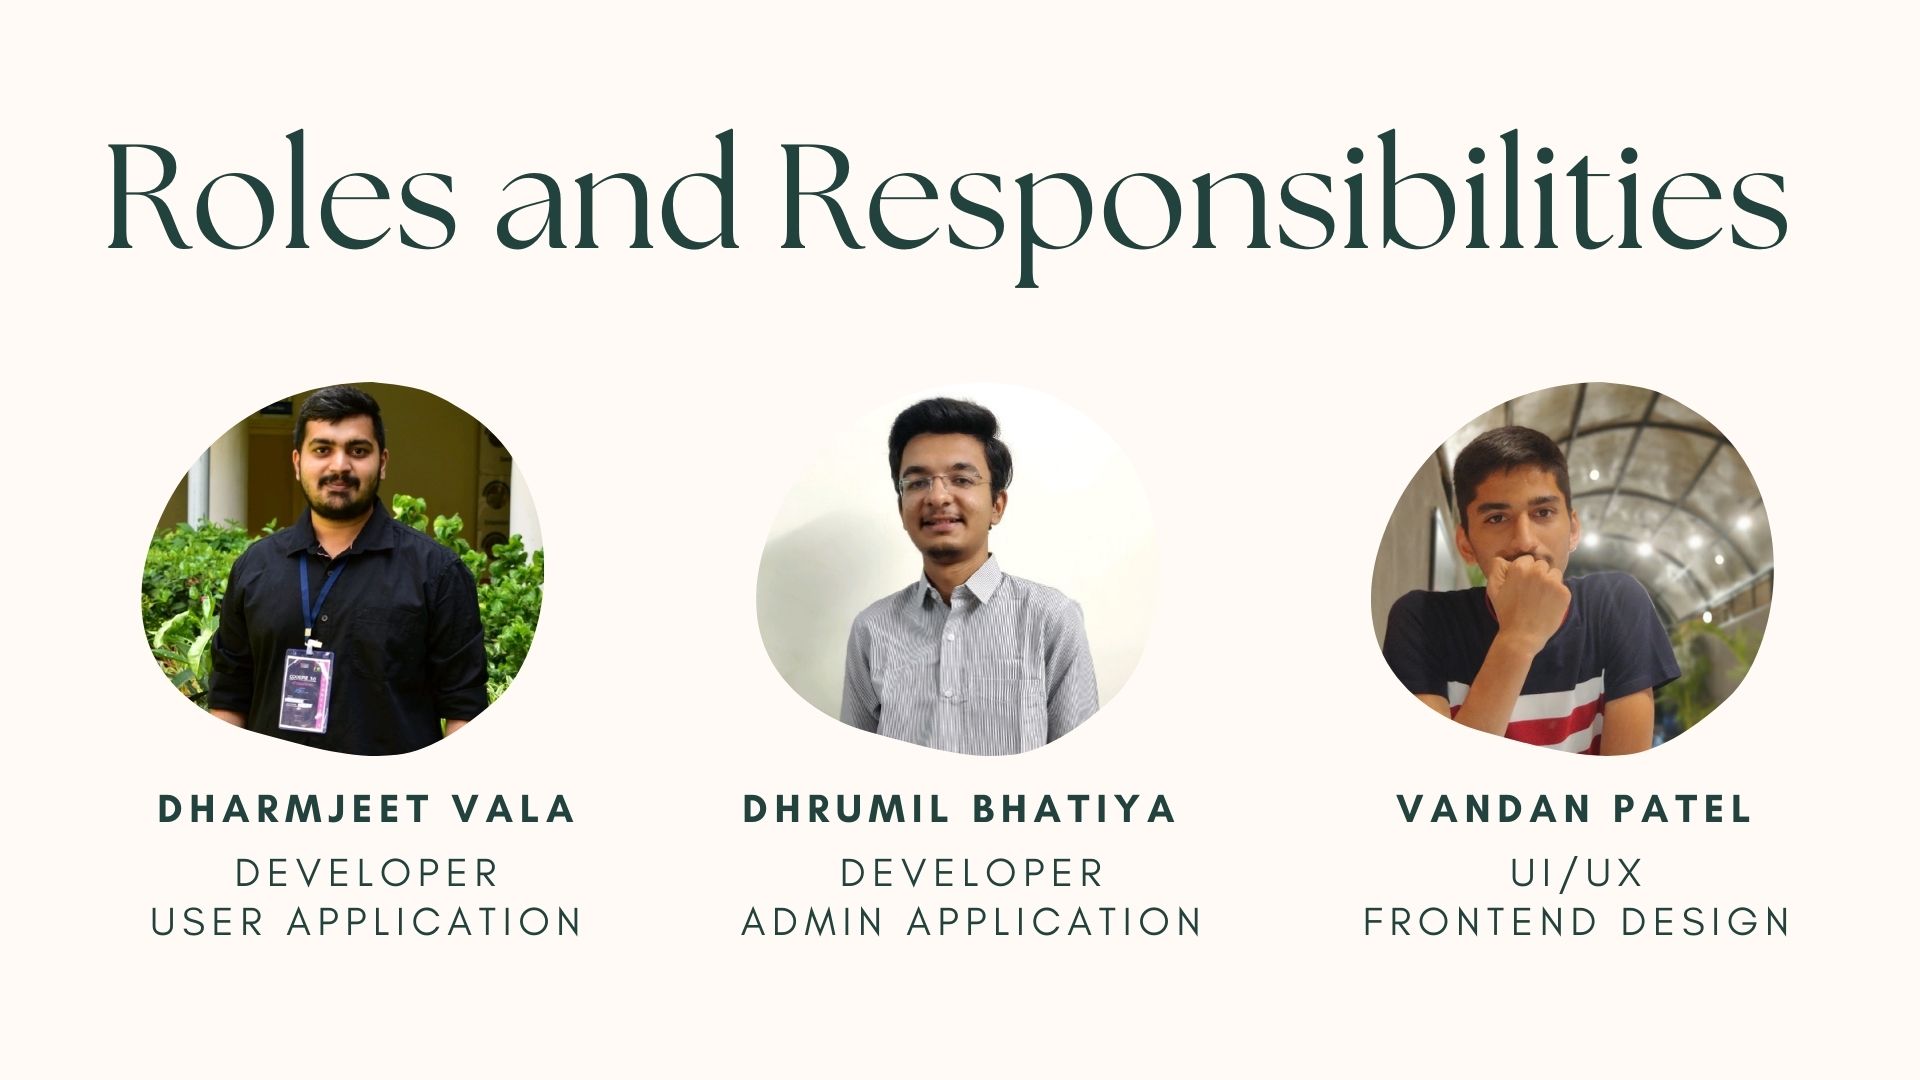 Roles and Responsibilities
DHARMJEET VALA
DEVELOPER
USER APPLICATION
DHRUMIL BHATIYA
DEVELOPER
ADMIN APPLICATION
VANDAN PATEL
UI/UX
FRONTEND DESIGN